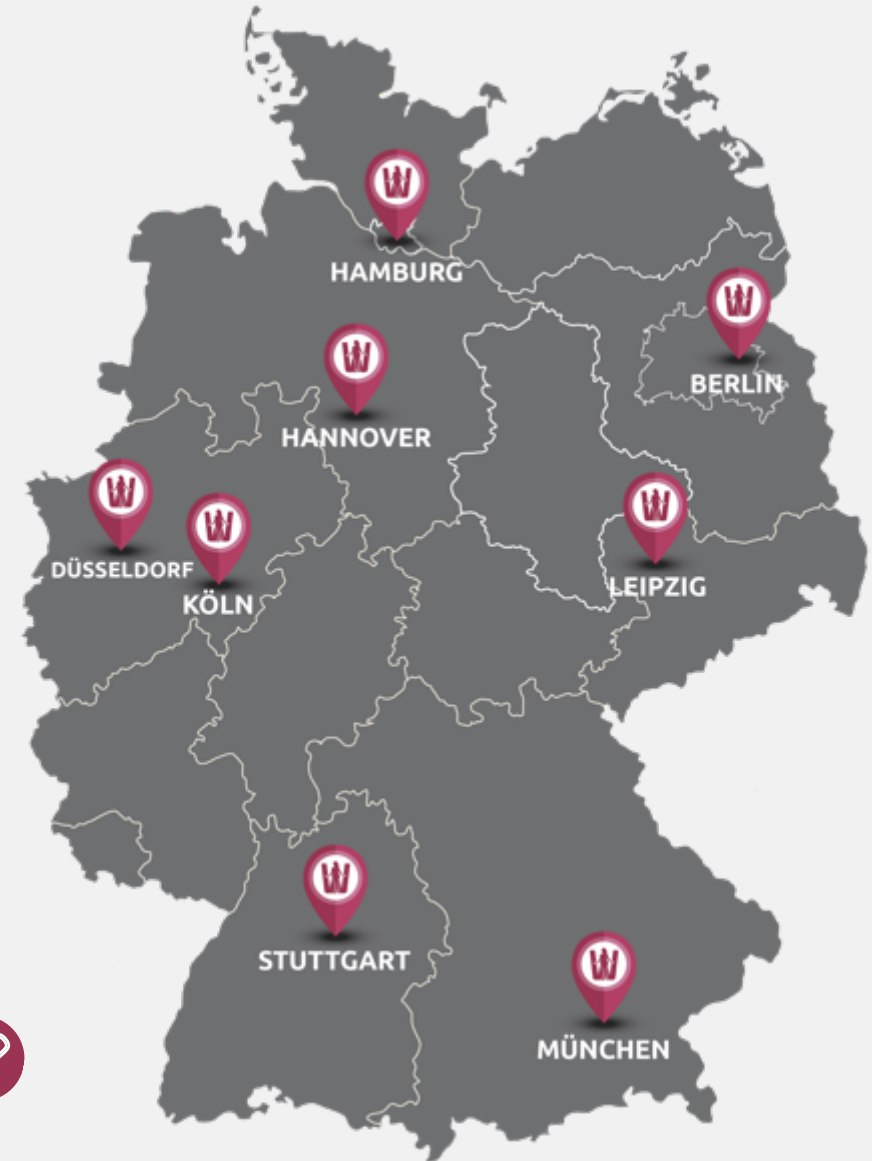 HAMBURG
BERLIN
HANNOVER
DÜSSELDORF
KÖLN
LEIPZIG
STUTTGART
MÜNCHEN